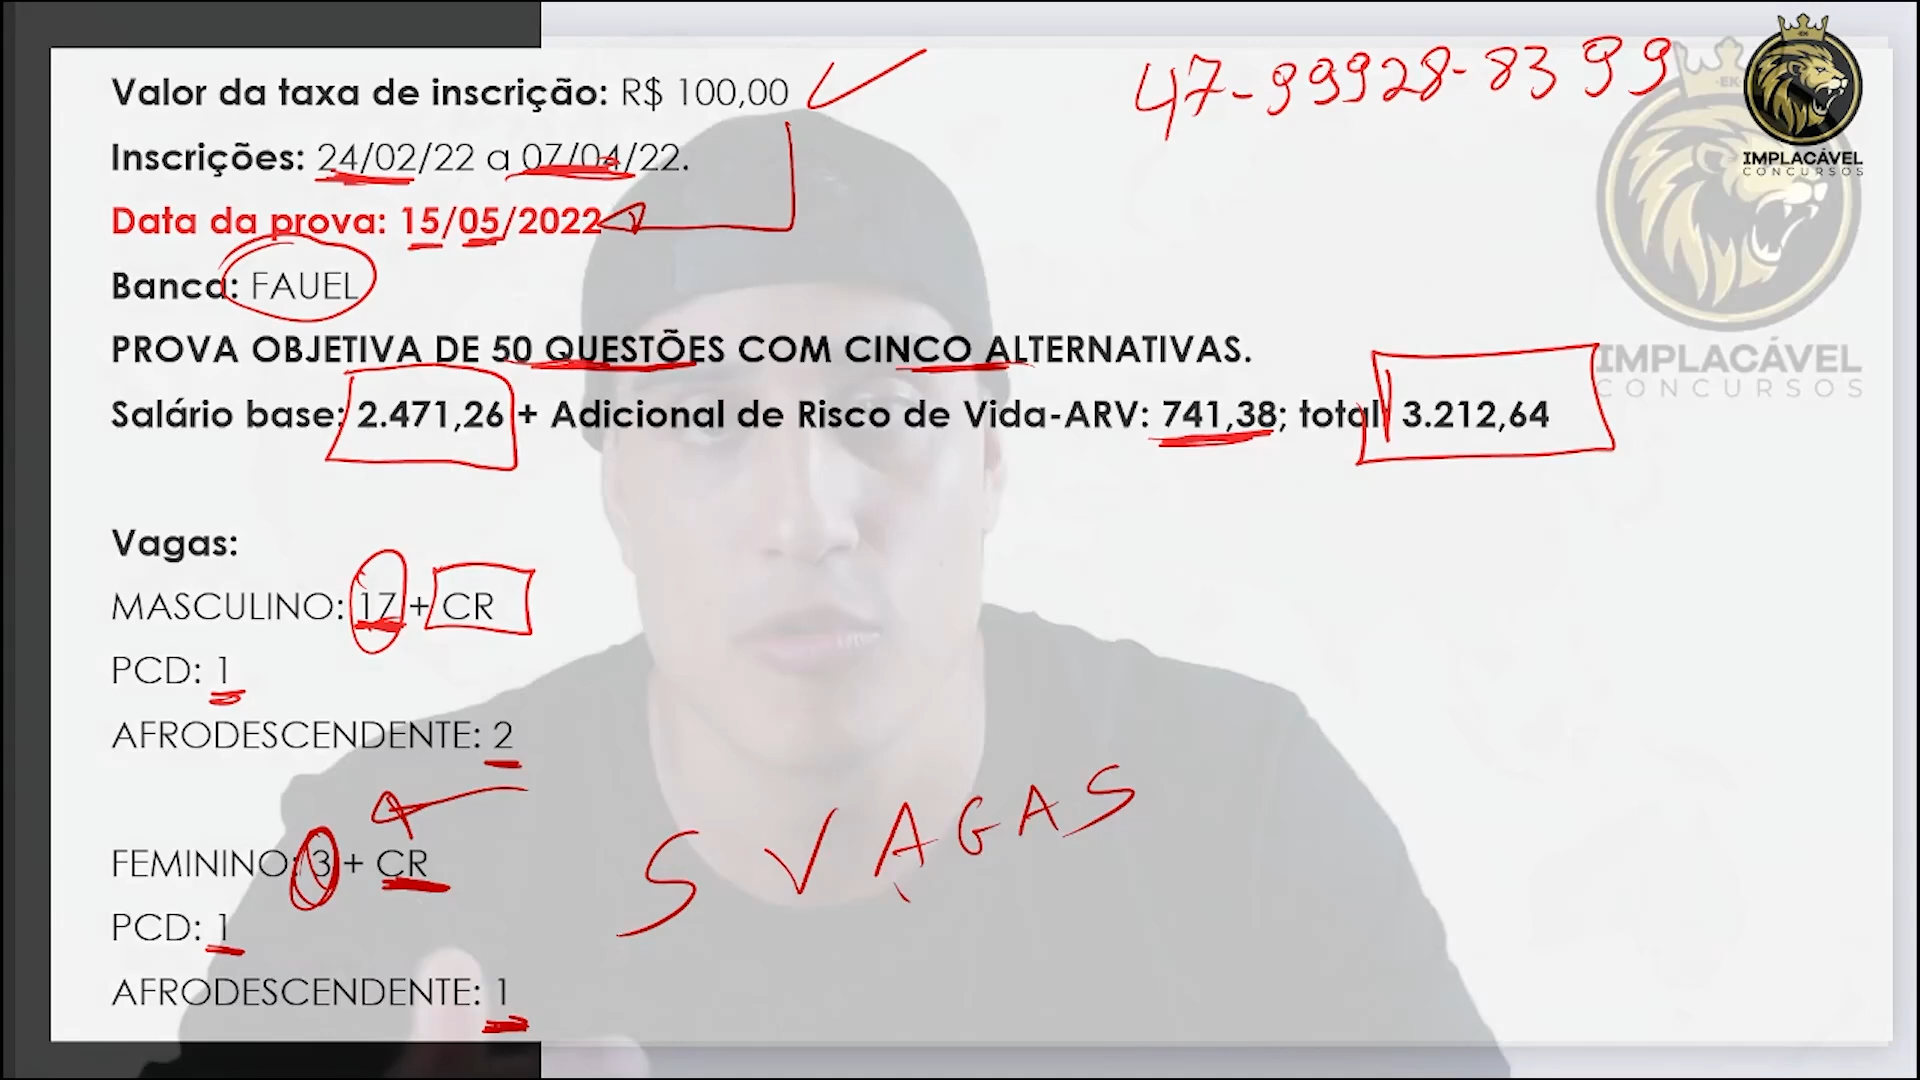 Valor da taxa de inscrição: R$ 100,00
47-99928-8399
IMPLACÁVEL
CONCURSOS
Inscrições: 24/02/22 a 07/04/22.
Data da prova: 15/05/2022
Banca: FAUEL
PROVA OBJETIVA DE 50 QUESTÕES COM CINCO ALTERNATIVAS.
IMPLACÁVEL
CONCURSOS
Salário base: 2.471,26 + Adicional de Risco de Vida-ARV: 741,38; total: 3.212,64
Vagas:
MASCULINO: 17 + CR
PCD: 1
AFRODESCENDENTE: 2
5 VAGAS
FEMININO: 3 + CR
PCD: 1
AFRODESCENDENTE: 1